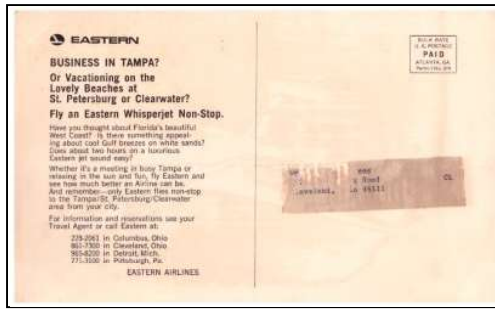 EASTERN
BUSINESS IN TAMPA?
Or Vacationing on the
Lovely Beaches at
St. Petersburg or Clearwater?
Fly an Eastern Whisperjet Non-Stop.
Have you thought about Florida's beautiful
West Coast? Is there something appeal-
ing about cool Gulf breezes on white sands?
Does about two hours on a luxurious
Eastern jet sound easy?
Whether it's a meeting in busy Tampa or
relaxing in the sun and fun, fly Eastern and
see how much better an Airline can be.
And remember—only Eastern flies non-stop
to the Tampa/St. Petersburg/Clearwater
area from your city.
For information and reservations see your
Travel Agent or call Eastern at:
228-2061 in Columbus, Ohio
861-7300 in Cleveland, Ohio
965-8200 in Detroit, Mich.
in Pittsburgh, Pa.
EASTERN AIRLINES
BULK RATE
U. S. POSTAGE
PAID
ATLANTA, GA.
Road
CL